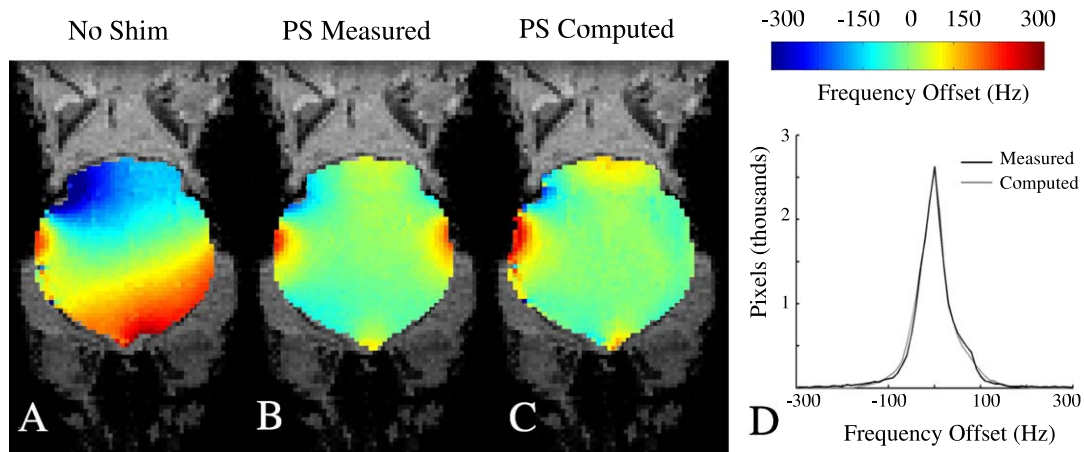 No Shim
PS Measured
PS Computed
-300 -150 0 150 300
Frequency Offset (Hz)
A
B
C
3
2
1
Pixels (thousands)
Measured
Computed
-300 -100 100 300
Frequency Offset (Hz)
D